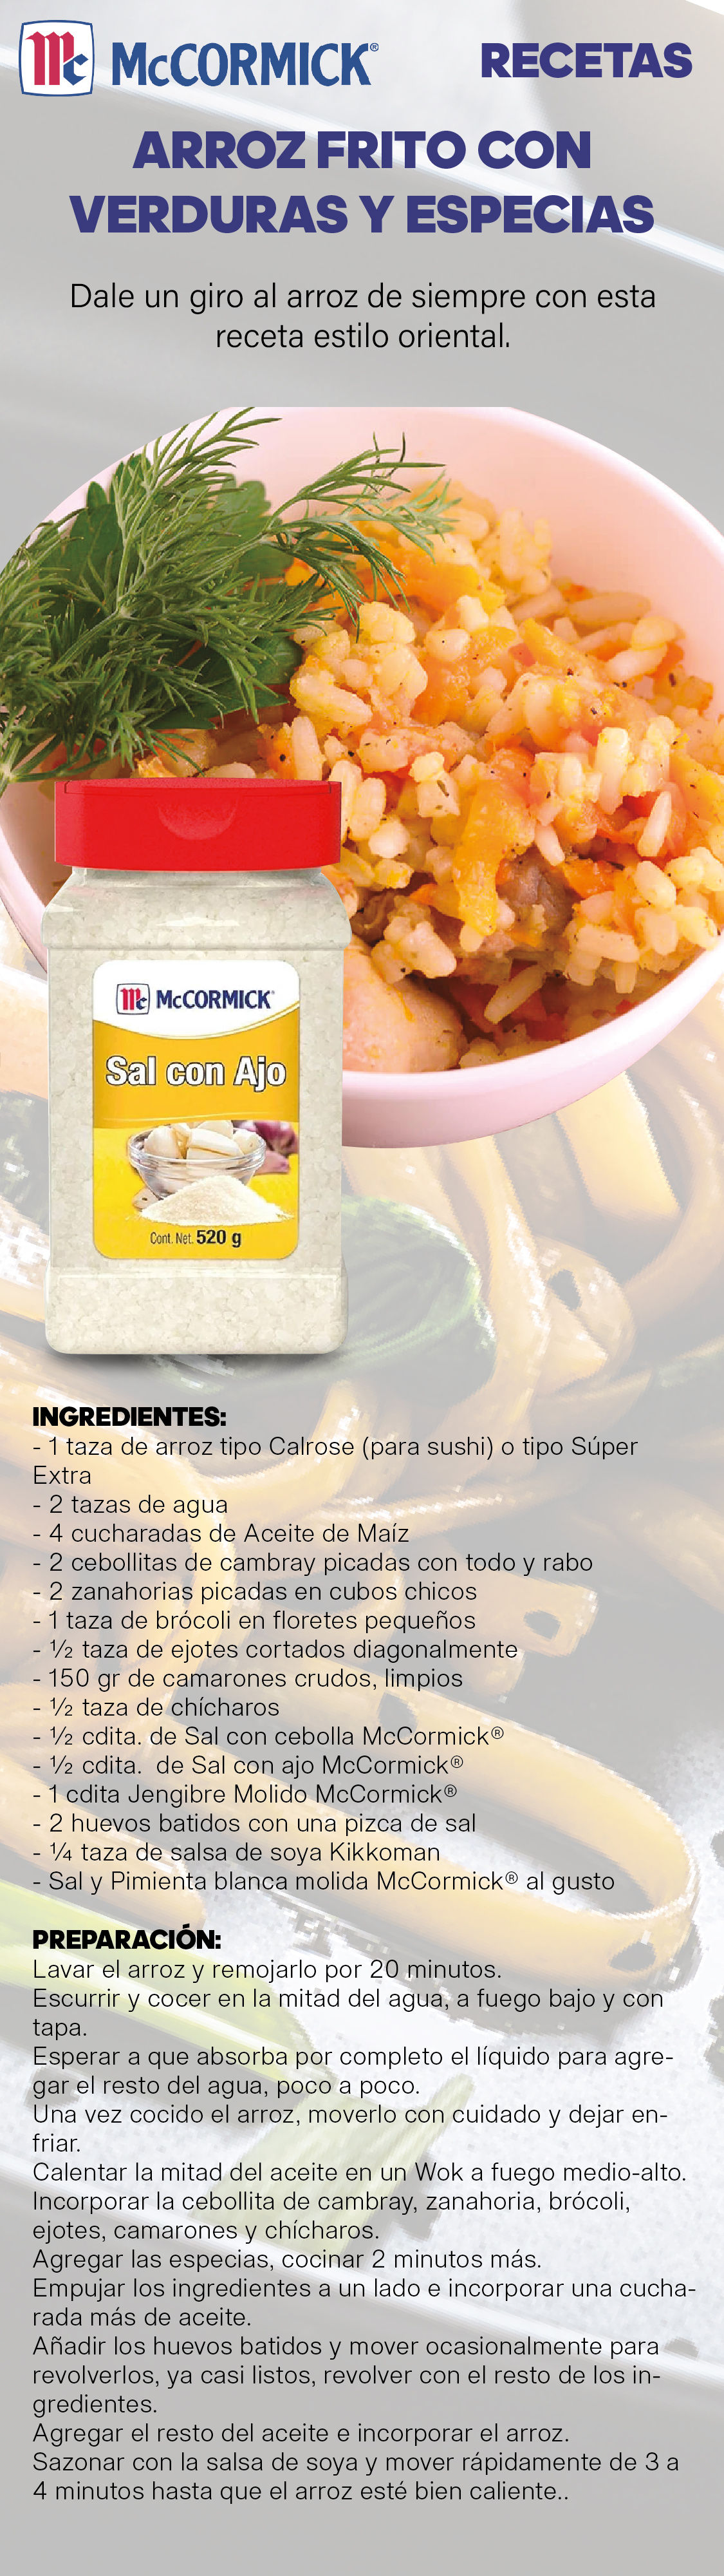 Mc McCORMICK®
RECETAS
ARROZ FRITO CON
VERDURAS Y ESPECIAS
Dale un giro al arroz de siempre con esta
receta estilo oriental.
Mc McCORMICK®
Sal con Ajo
Cont. Net. 520 g
INGREDIENTES:
- 1 taza de arroz tipo Calrose (para sushi) o tipo Súper
Extra
- 2 tazas de agua
- 4 cucharadas de Aceite de Maíz
- 2 cebollitas de cambray picadas con todo y rabo
- 2 zanahorias picadas en cubos chicos
- 1 taza de brócoli en floretes pequeños
- ½ taza de ejotes cortados diagonalmente
- 150 gr de camarones crudos, limpios
- ½ taza de chícharos
- ½ cdita. de Sal con cebolla McCormick®
- ½ cdita.  de Sal con ajo McCormick®
- 1 cdita Jengibre Molido McCormick®
- 2 huevos batidos con una pizca de sal
- ¼ taza de salsa de soya Kikkoman
- Sal y Pimienta blanca molida McCormick® al gusto
PREPARACIÓN:
Lavar el arroz y remojarlo por 20 minutos.
Escurrir y cocer en la mitad del agua, a fuego bajo y con
tapa.
Esperar a que absorba por completo el líquido para agre-
gar el resto del agua, poco a poco.
Una vez cocido el arroz, moverlo con cuidado y dejar en-
friar.
Calentar la mitad del aceite en un Wok a fuego medio-alto.
Incorporar la cebollita de cambray, zanahoria, brócoli,
ejotes, camarones y chícharos.
Agregar las especias, cocinar 2 minutos más.
Empujar los ingredientes a un lado e incorporar una cucha-
rada más de aceite.
Añadir los huevos batidos y mover ocasionalmente para
revolverlos, ya casi listos, revolver con el resto de los in-
gredientes.
Agregar el resto del aceite e incorporar el arroz.
Sazonar con la salsa de soya y mover rápidamente de 3 a
4 minutos hasta que el arroz esté bien caliente..